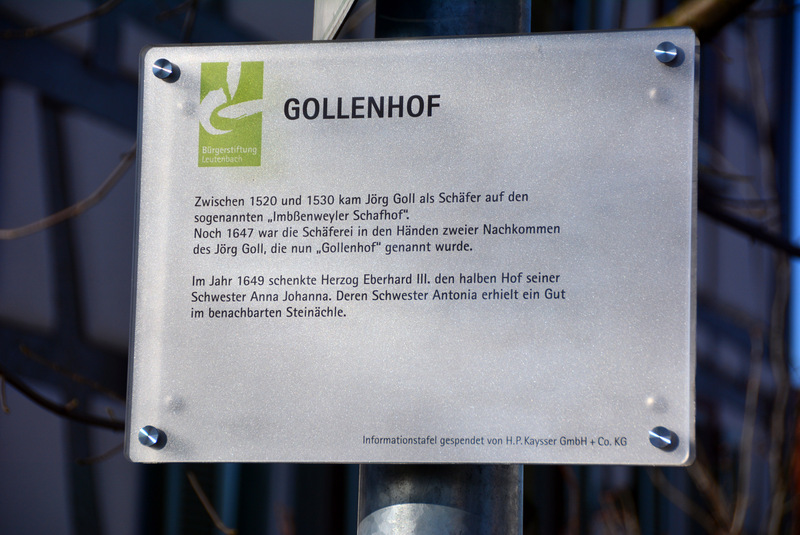 Bürgerstiftung
Leutenbach
GOLLENHOF
Zwischen 1520 und 1530 kam Jörg Goll als Schäfer auf den
sogenannten „Imbßenweyler Schafhof“.
Noch 1647 war die Schäferei in den Händen zweier Nachkommen
des Jörg Goll, die nun „Gollenhof“ genannt wurde.
Im Jahr 1649 schenkte Herzog Eberhard III. den halben Hof seiner
Schwester Anna Johanna. Deren Schwester Antonia erhielt ein Gut
im benachbarten Steinächle.
Informationstafel gespendet von H.P. Kaysser GmbH + Co. KG